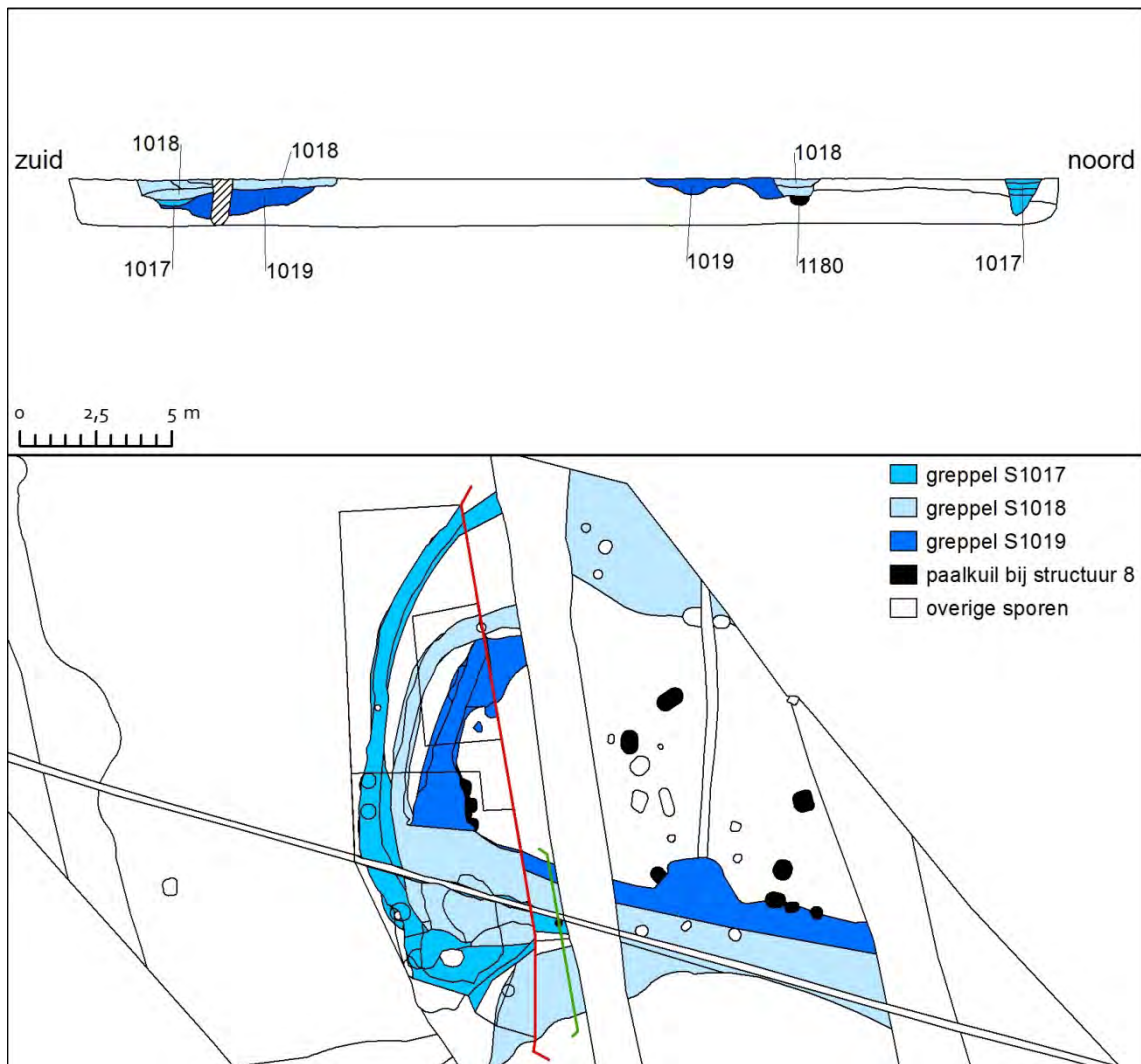 1018
1018
1018
zuid
noord
1017
1019
1019
1180
1017
0 2,5 5 m
greppel S1017
greppel S1018
greppel S1019
paalkuil bij structuur 8
overige sporen